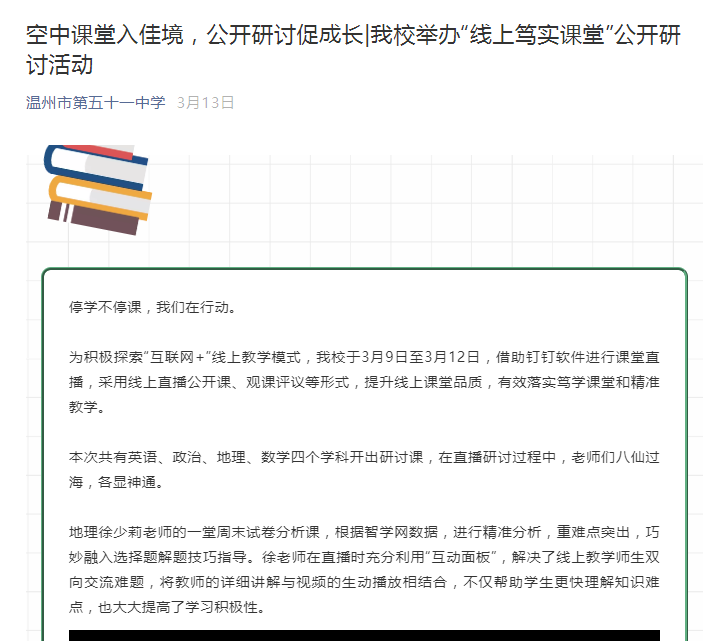 空中课堂入佳境，公开研讨促成长|我校举办“线上笃实课堂”公开研
讨活动
温州市第五十一中学 3月13日
停学不停课，我们在行动。
为积极探索“互联网+”线上教学模式，我校于3月9日至3月12日，借助钉钉软件进行课堂直
播，采用线上直播公开课、观课评议等形式，提升线上课堂品质，有效落实笃学课堂和精准
教学。
本次共有英语、政治、地理、数学四个学科开出研讨课，在直播研讨过程中，老师们八仙过
海，各显神通。
地理徐少莉老师的一堂周末试卷分析课，根据智学网数据，进行精准分析，重难点突出，巧
妙融入选择题解题技巧指导。徐老师在直播时充分利用“互动面板”，解决了线上教学师生双
向交流难题，将教师的详细讲解与视频的生动播放相结合，不仅帮助学生更快理解知识难
点，也大大提高了学习积极性。